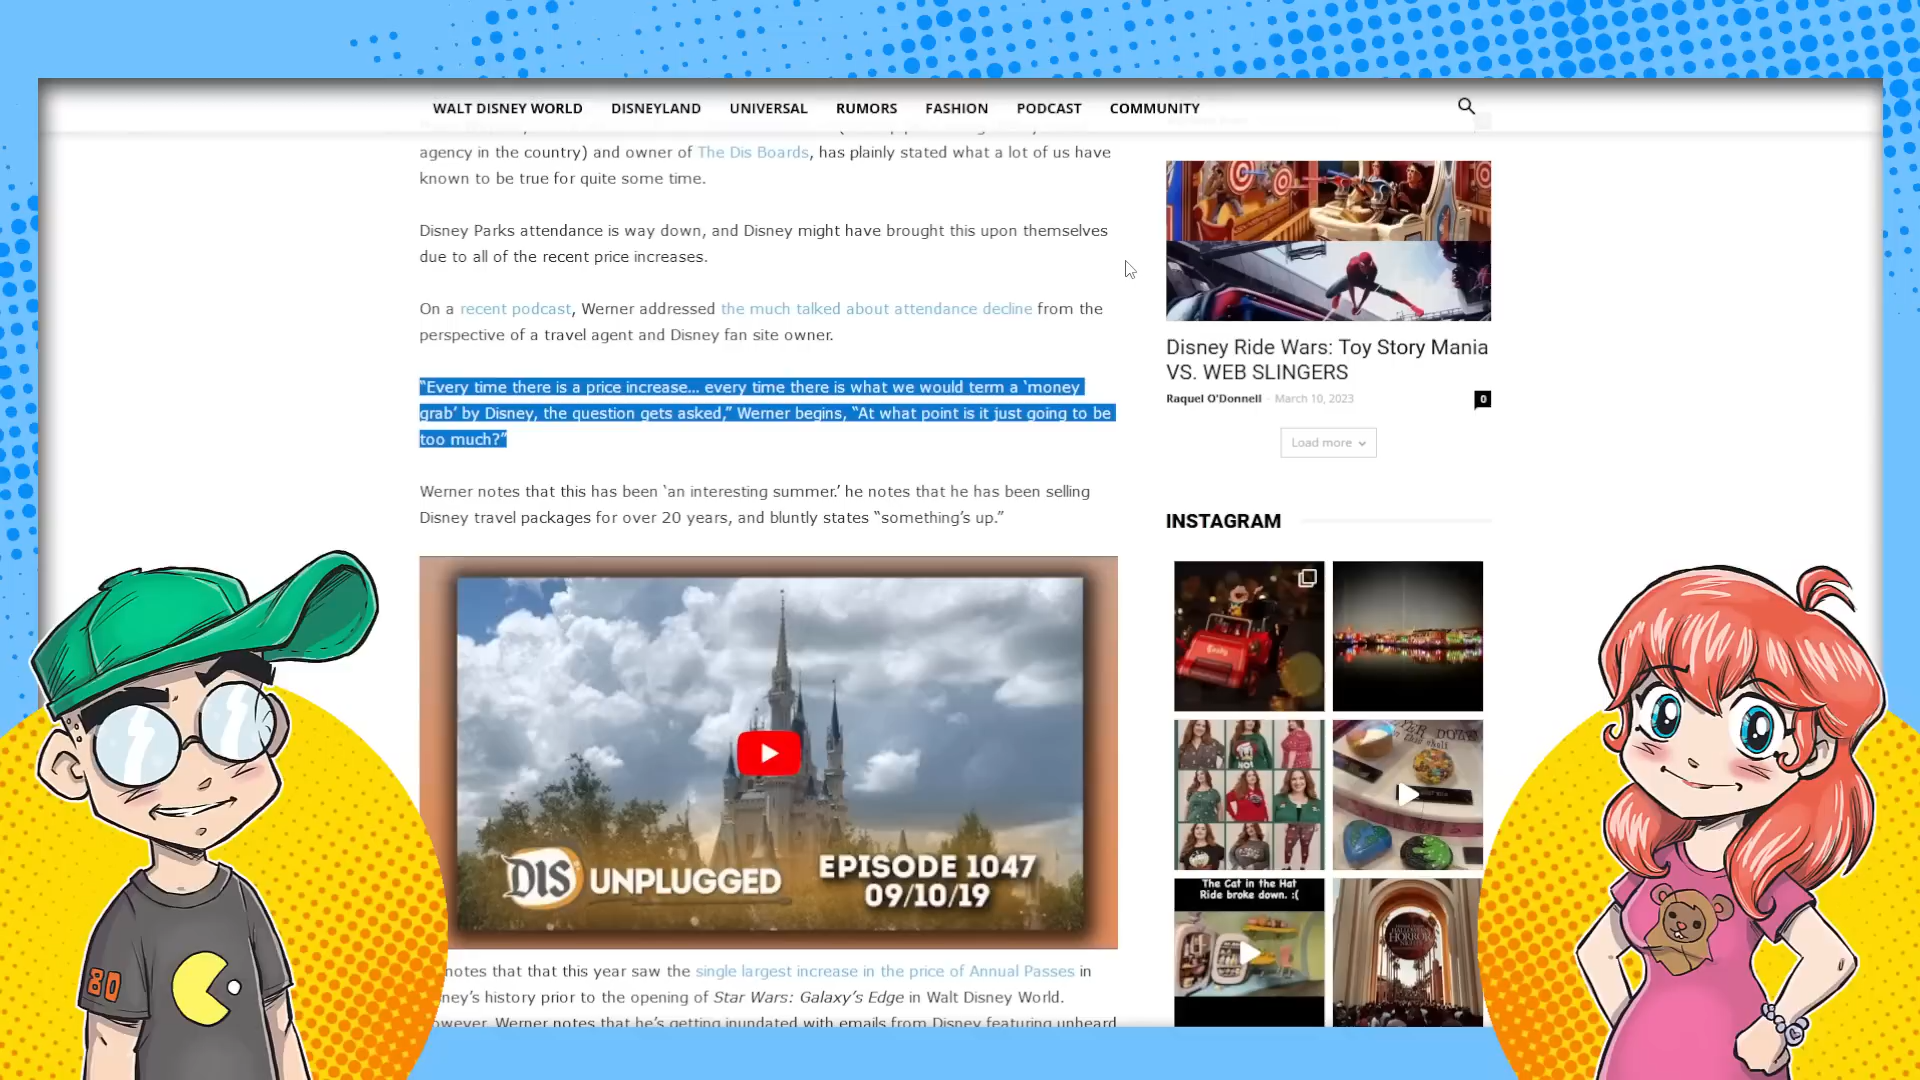 WALT DISNEY WORLD DISNEYLAND UNIVERSAL RUMORS FASHION PODCAST COMMUNITY
agency in the country) and owner of The Dis Boards, has plainly stated what a lot of us have
known to be true for quite some time.
Disney Parks attendance is way down, and Disney might have brought this upon themselves
due to all of the recent price increases.
On a recent podcast, Werner addressed the much talked about attendance decline from the
perspective of a travel agent and Disney fan site owner.
“Every time there is a price increase... every time there is what we would term a ‘money
grab’ by Disney, the question gets asked,” Werner begins, “At what point is it just going to be
too much?”
Werner notes that this has been ‘an interesting summer.’ he notes that he has been selling
Disney travel packages for over 20 years, and bluntly states “something’s up.”
DIS UNPLUGGED
EPISODE 1047
09/10/19
notes that that this year saw the single largest increase in the price of Annual Passes in
ney’s history prior to the opening of Star Wars: Galaxy’s Edge in Walt Disney World.
owever, Werner notes that he’s getting inundated with emails from Disney featuring unheard
Disney Ride Wars: Toy Story Mania
VS. WEB SLINGERS
Raquel O'Donnell - March 10, 2023 0
Load more
INSTAGRAM
The Cat in the Hat
Ride broke down. :(
HORROR
80